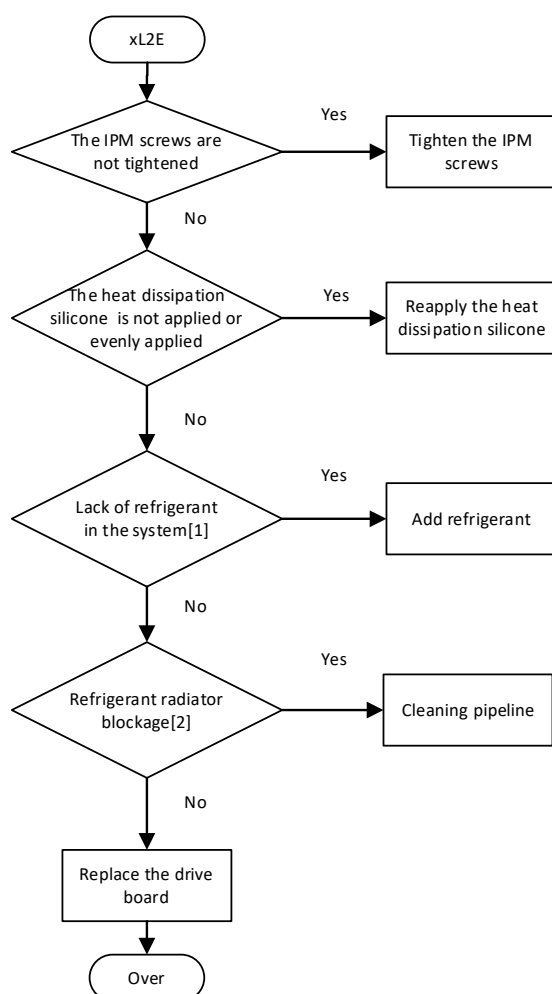 xL2E
The IPM screws are
not tightened
Yes
Tighten the IPM
screws
No
The heat dissipation
silicone  is not applied or
evenly applied
Yes
Reapply the heat
dissipation silicone
No
Lack of refrigerant
in the system[1]
Yes
Add refrigerant
No
Refrigerant radiator
blockage[2]
Yes
Cleaning pipeline
No
Replace the drive
board
Over